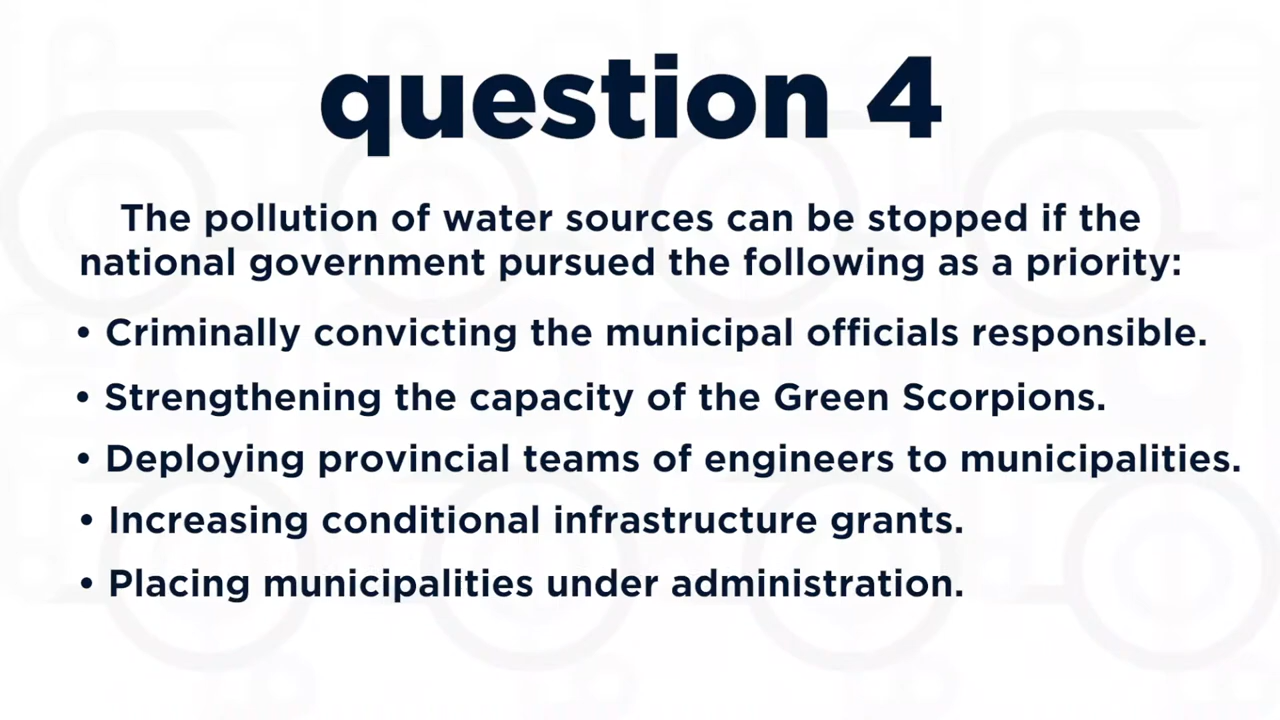 question 4
The pollution of water sources can be stopped if the
national government pursued the following as a priority:
• Criminally convicting the municipal officials responsible.
• Strengthening the capacity of the Green Scorpions.
• Deploying provincial teams of engineers to municipalities.
• Increasing conditional infrastructure grants.
• Placing municipalities under administration.